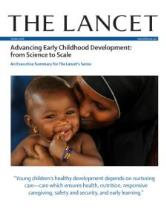 THE LANCET
Advancing Early Childhood Development:
from Science to Scale
An Executive Summary for The Lancet's Series
"Young children's healthy development depends on nurturing
care—care which ensures health, nutrition, responsive
caregiving, safety and security, and early learning."